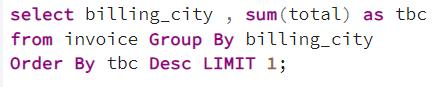 select billing_city , sum(total) as tbc
from invoice Group By billing_city
Order By tbc Desc LIMIT 1;